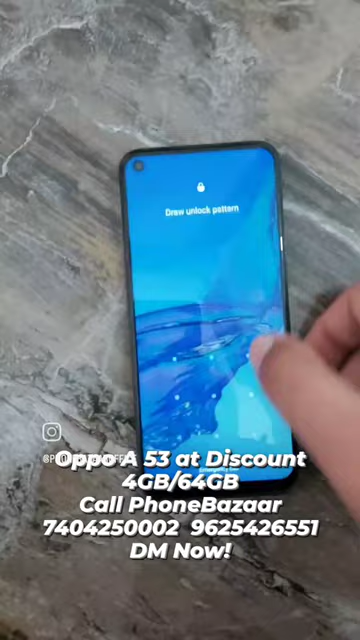 Draw unlock pattern
Oppo A 53 at Discount
4GB/64GB
Call PhoneBazaar
7404250002 9625426551
DM Now!